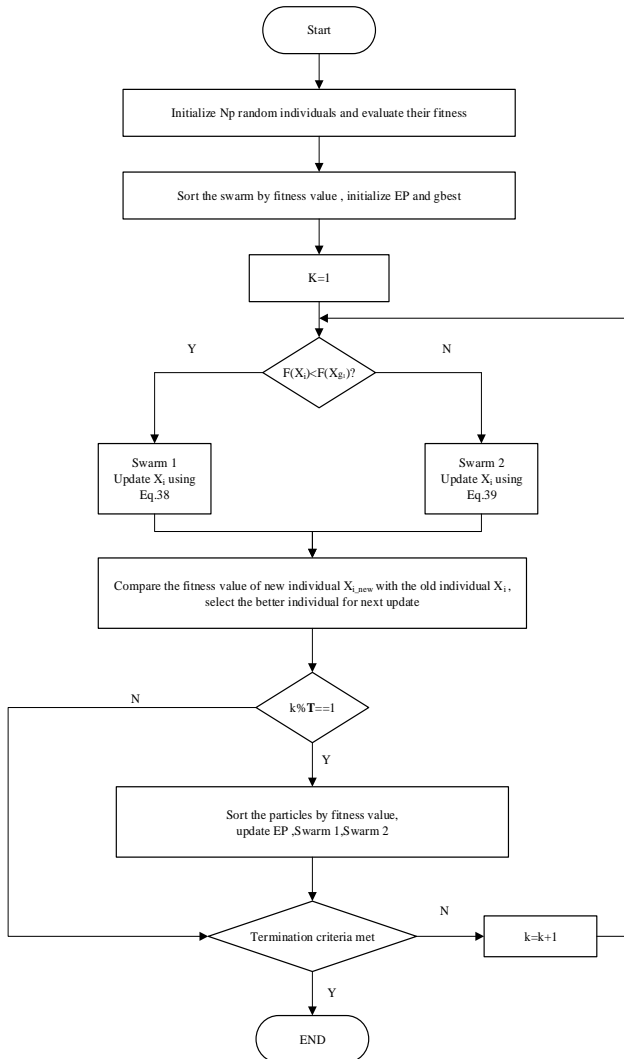 Start
Initialize Np random individuals and evaluate their fitness
Sort the swarm by fitness value , initialize EP and gbest
K=1
Y
N
F(Xi)<F(Xgs)?
Swarm 1
Update Xi using
Eq.38
Swarm 2
Update Xi using
Eq.39
Compare the fitness value of new individual Xi_new with the old individual Xi ,
select the better individual for next update
N
k%T==1
Y
Sort the particles by fitness value,
update EP ,Swarm 1,Swarm 2
Termination criteria met
N
k=k+1
Y
END